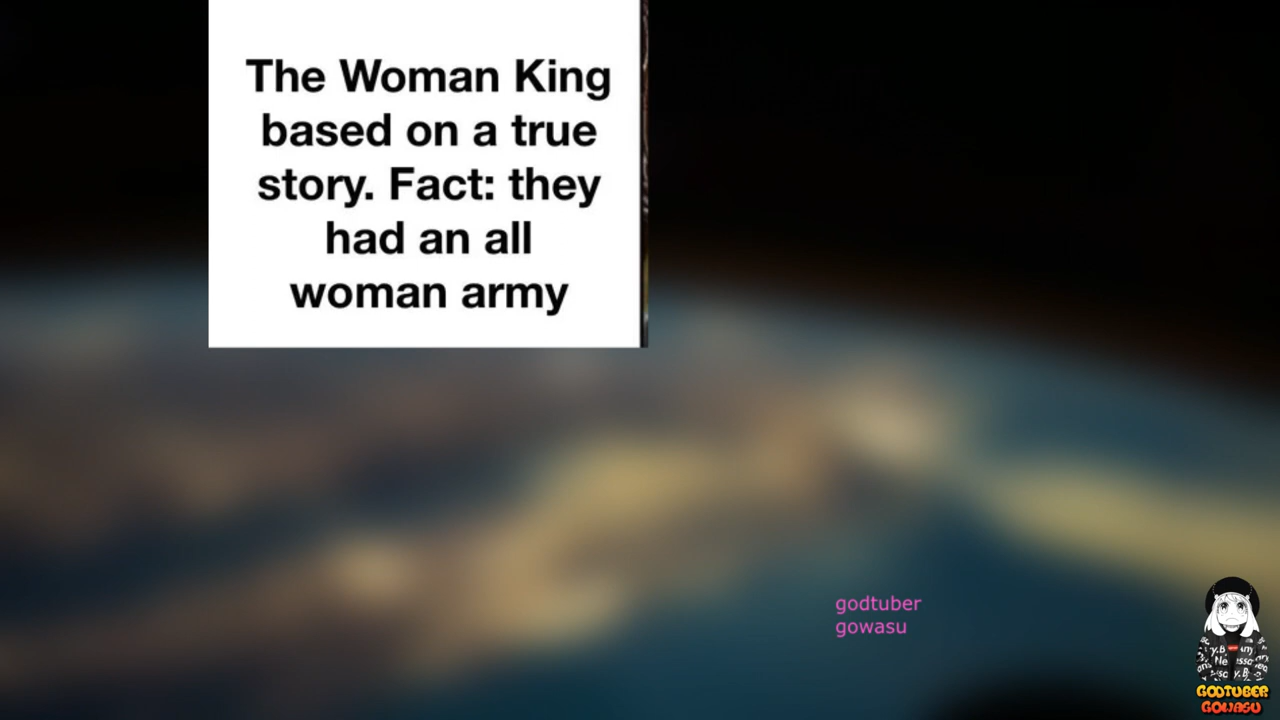 The Woman King
based on a true
story. Fact: they
had an all
woman army
godtuber
gowasu
GODTUBER
GOWASU